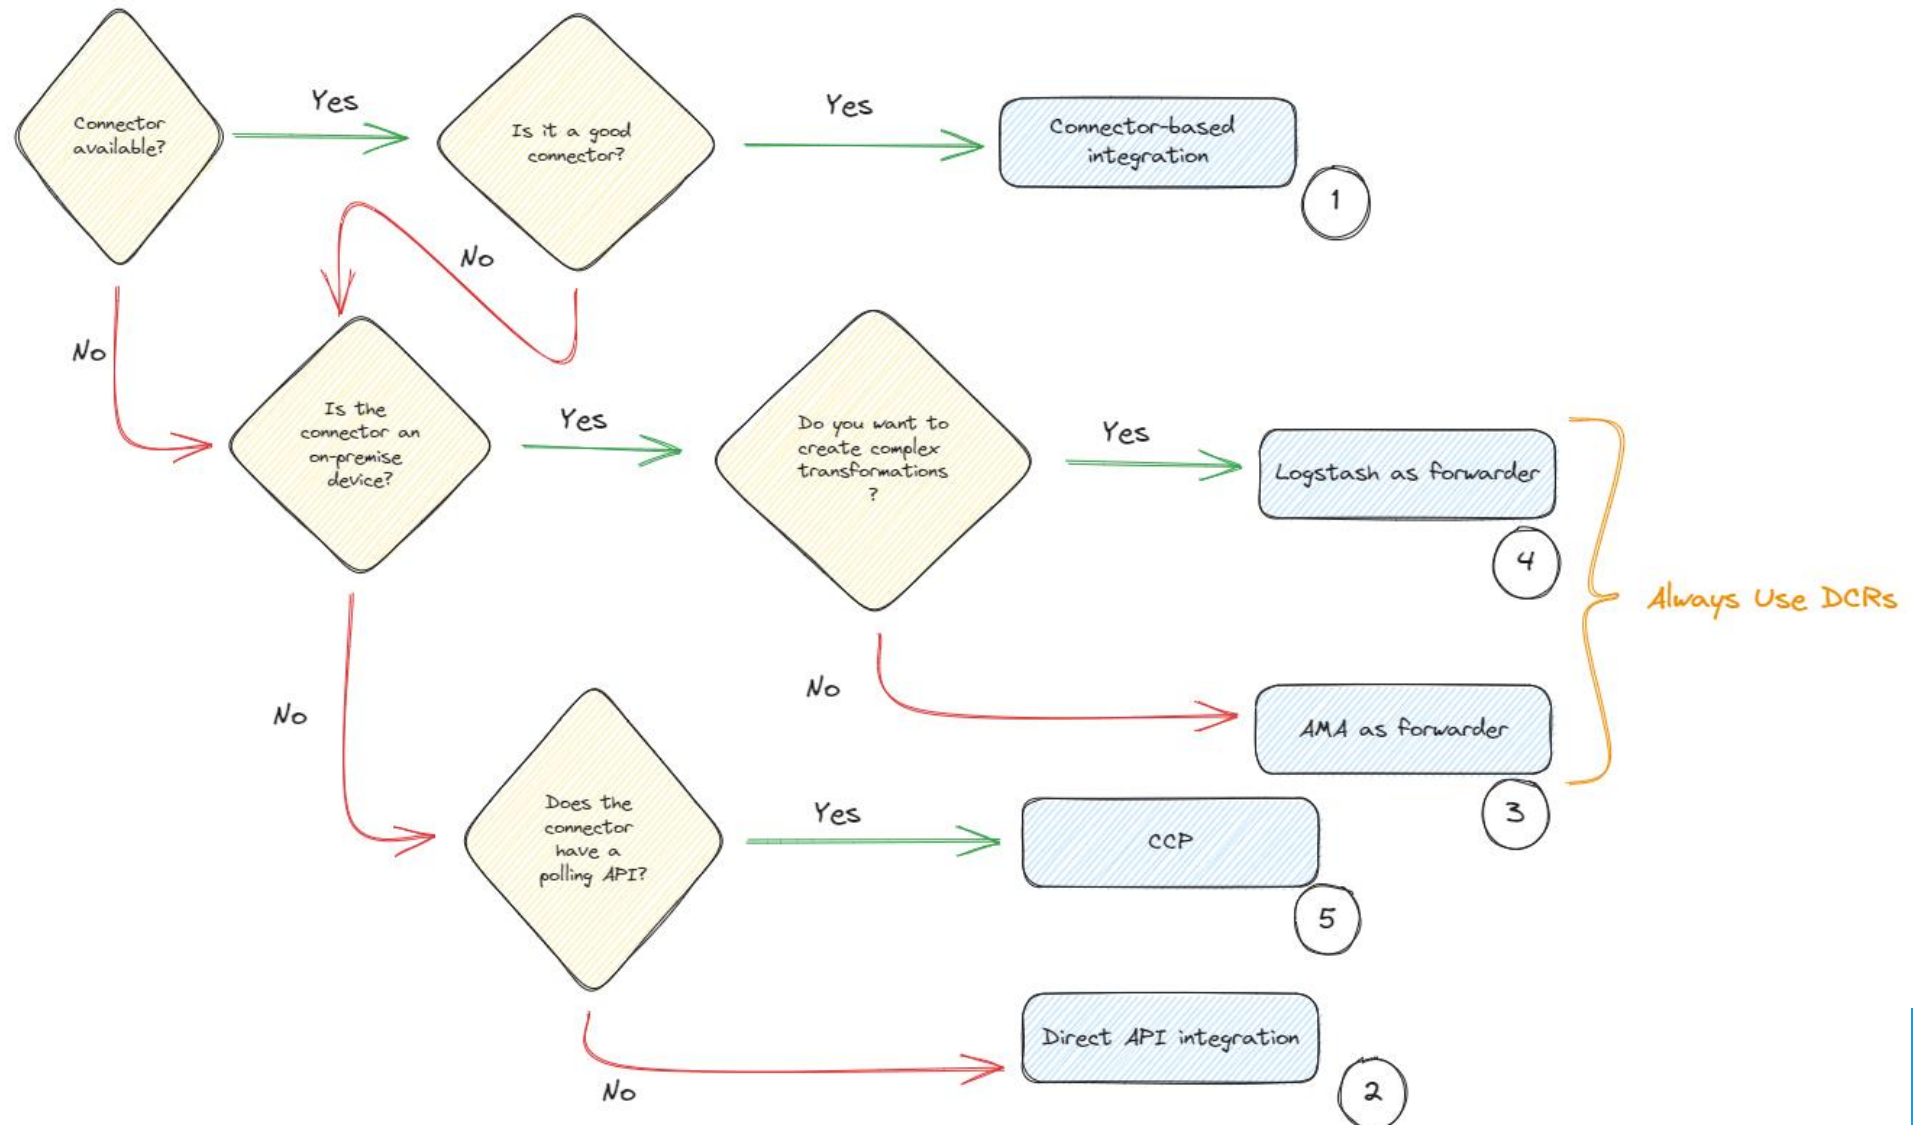 Connector
available?
Yes
Is it a good
connector?
Yes
Connector-based
integration
1
No
No
Is the
connector an
on-premise
device?
Yes
Do you want to
create complex
transformations
?
Yes
Logstash as forwarder
4
Always Use DCRs
No
AMA as forwarder
3
No
Does the
connector
have a
polling API?
Yes
CCP
5
No
Direct API integration
2